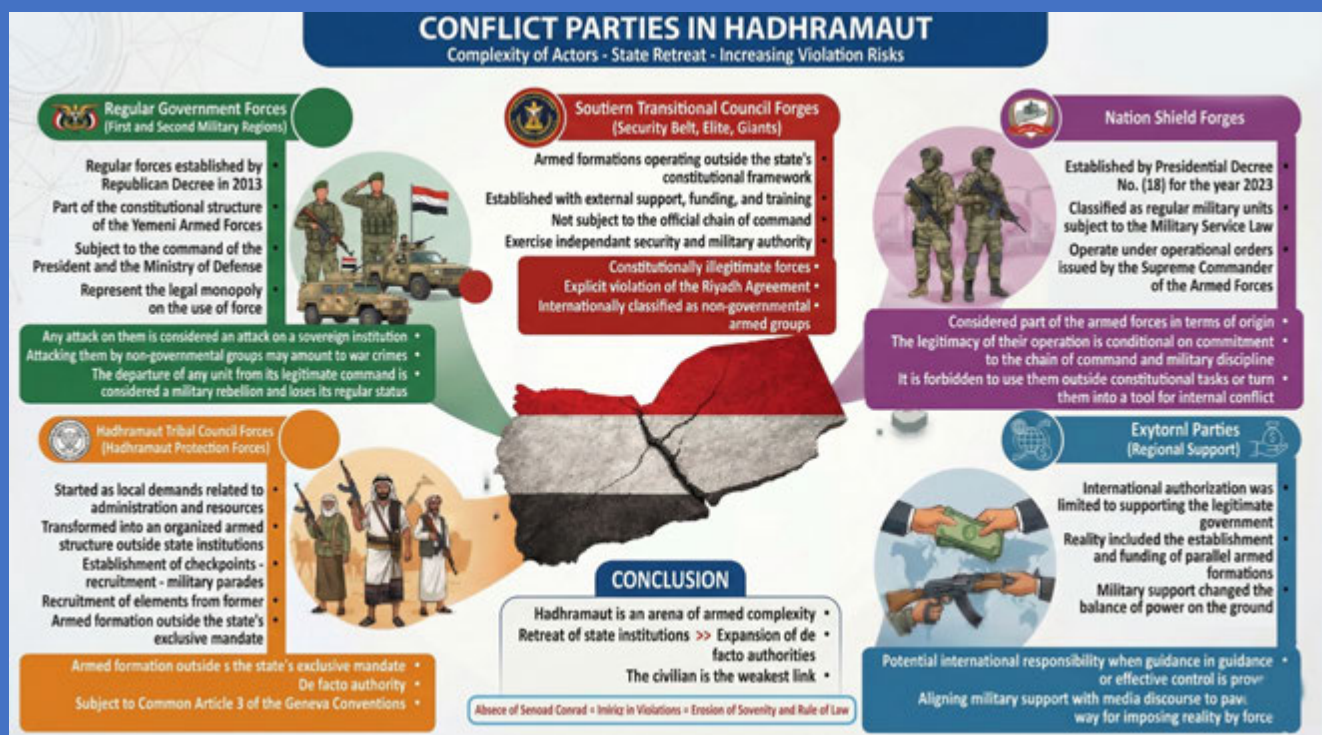 CONFLICT PARTIES IN HADHRAMAUT
Complexity of Actors - State Retreat - Increasing Violation Risks
Regular Government Forces
(First and Second Military Regions)
Regular forces established by
Republican Decree in 2013
Part of the constitutional structure
of the Yemeni Armed Forces
Subject to the command of the
President and the Ministry of Defense
Represent the legal monopoly
on the use of force
Any attack on them is considered an attack on a sovereign institution
Attacking them by non-governmental groups may amount to war crimes
The departure of any unit from its legitimate command is
considered a military rebellion and loses its regular status
Soutiern Transitional Council Forges
(Security Belt, Elite, Giants)
Armed formations operating outside the state's
constitutional framework
Established with external support, funding, and training
Not subject to the official chain of command
Exercise independant security and military authority
Constitutionally illegitimate forces
Explicit violation of the Riyadh Agreement
Internationally classified as non-governmental
armed groups
Nation Shield Forges
Established by Presidential Decree
No. (18) for the year 2023
Classified as regular military units
subject to the Military Service Law
Operate under operational orders
issued by the Supreme Commander
of the Armed Forces
Considered part of the armed forces in terms of origin
The legitimacy of their operation is conditional on commitment
to the chain of command and military discipline
It is forbidden to use them outside constitutional tasks or turn
them into a tool for internal conflict
Hadhramaut Tribal Council Forces
(Hadhramaut Protection Forces)
Started as local demands related to
administration and resources
Transformed into an organized armed
structure outside state institutions
Establishment of checkpoints -
recruitment - military parades
Recruitment of elements from former
Armed formation outside the state's
exclusive mandate
Armed formation outside s the state's exclusive mandate
De facto authority
Subject to Common Article 3 of the Geneva Conventions
Exytornl Parties
(Regional Support)
International authorization was
limited to supporting the legitimate
government
Reality included the establishment
and funding of parallel armed
formations
Military support changed the
balance of power on the ground
Potential international responsibility when guidance in guidance
or effective control is prove
Aligning military support with media discourse to pav
way for imposing reality by force
CONCLUSION
Hadhramaut is an arena of armed complexity
Retreat of state institutions >> Expansion of de
facto authorities
The civilian is the weakest link
Absece of Senoad Conrad = in Violations = Erosion of Sovenity and Rule of Law